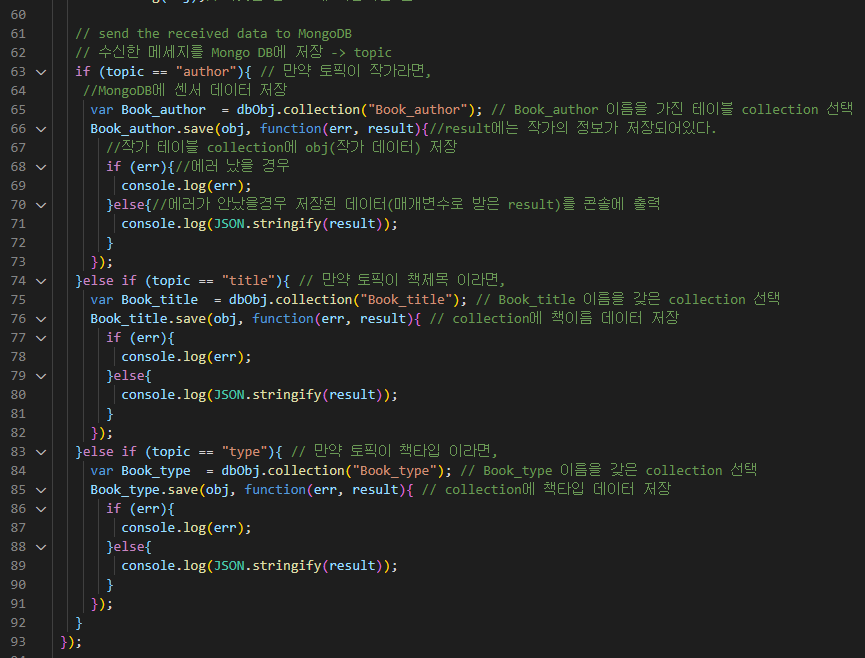 60
61 // send the received data to MongoDB
62 // 수신한 메세지를 Mongo DB에 저장 -> topic
63 if (topic == "author"){ // 만약 토픽이 작가라면,
64 //MongoDB에 센서 데이터 저장
65 var Book_author  = dbObj.collection("Book_author"); // Book_author 이름을 가진 테이블 collection 선택
66 Book_author.save(obj, function(err, result){//result에는 작가의 정보가 저장되어있다.
67 //작가 테이블 collection에 obj(작가 데이터) 저장
68 if (err){//에러 났을 경우
69 console.log(err);
70 }else{//에러가 안났을경우 저장된 데이터(매개변수로 받은 result)를 콘솔에 출력
71 console.log(JSON.stringify(result));
72 }
73 });
74 }else if (topic == "title"){ // 만약 토픽이 책제목 이라면,
75 var Book_title  = dbObj.collection("Book_title"); // Book_title 이름을 갖은 collection 선택
76 Book_title.save(obj, function(err, result){ // collection에 책이름 데이터 저장
77 if (err){
78 console.log(err);
79 }else{
80 console.log(JSON.stringify(result));
81 }
82 });
83 }else if (topic == "type"){ // 만약 토픽이 책타입 이라면,
84 var Book_type  = dbObj.collection("Book_type"); // Book_type 이름을 갖은 collection 선택
85 Book_type.save(obj, function(err, result){ // collection에 책타입 데이터 저장
86 if (err){
87 console.log(err);
88 }else{
89 console.log(JSON.stringify(result));
90 }
91 });
92 }
93 });